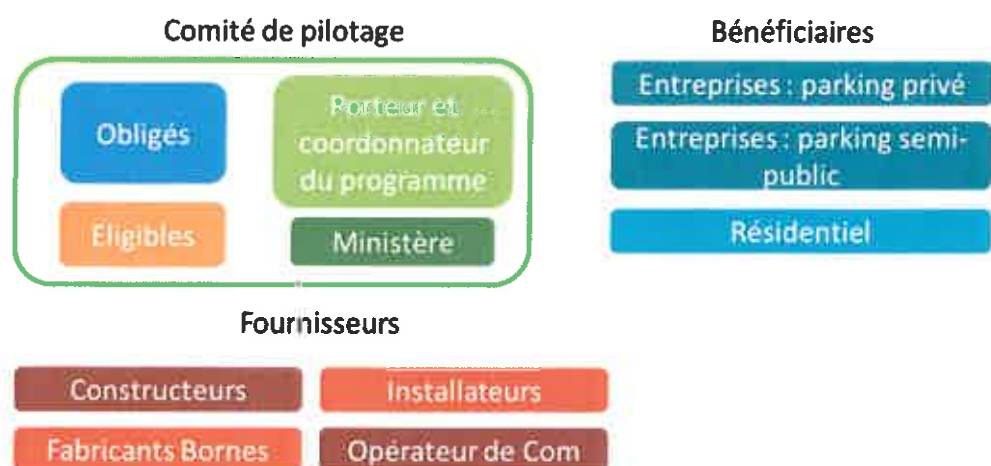 Comité de pilotage
Obligés
Porteur et ...
coordonnateur
du programme
Eligibles
Ministère
Bénéficiaires
Entreprises : parking privé
Entreprises : parking semi-
public
Résidentiel
Fournisseurs
Constructeurs
Installateurs
Fabricants Bornes
Opérateur de Com